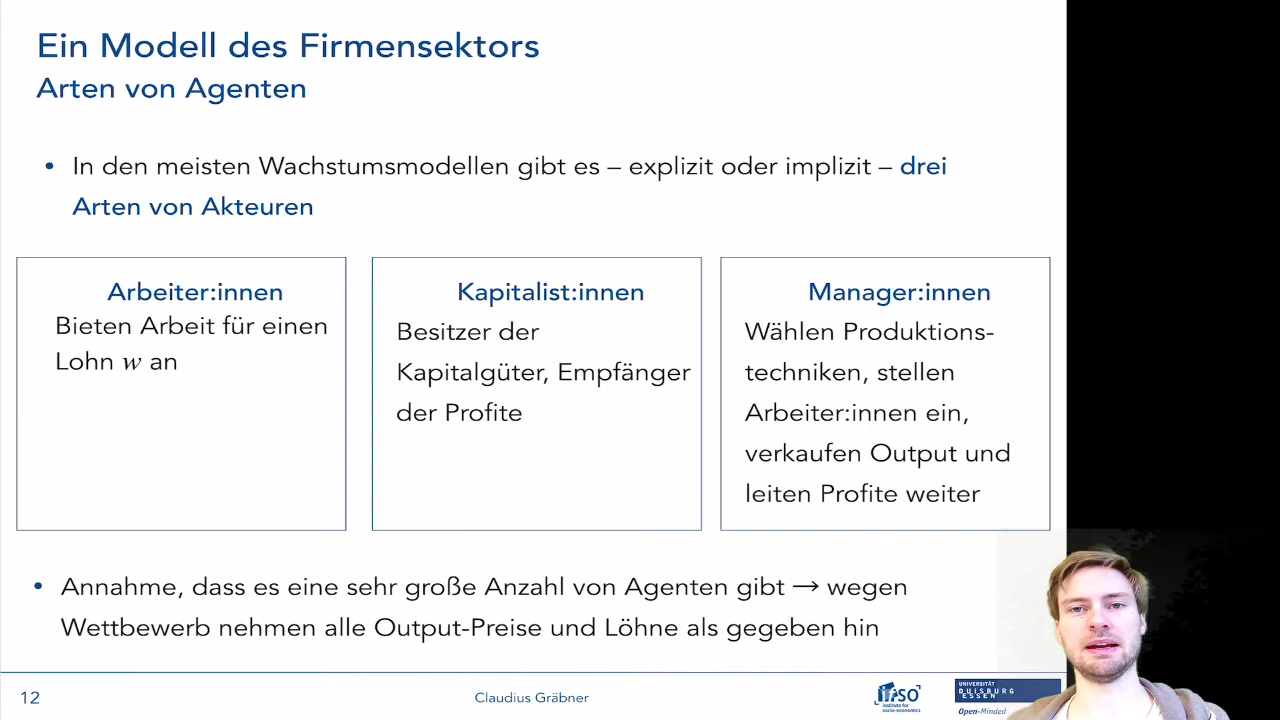 Ein Modell des Firmensektors
Arten von Agenten
• In den meisten Wachstumsmodellen gibt es – explizit oder implizit – drei
Arten von Akteuren
Arbeiter:innen
Bieten Arbeit für einen
Lohn w an
Kapitalist:innen
Besitzer der
Kapitalgüter, Empfänger
der Profite
Manager:innen
Wählen Produktions-
techniken, stellen
Arbeiter:innen ein,
verkaufen Output und
leiten Profite weiter
• Annahme, dass es eine sehr große Anzahl von Agenten gibt → wegen
Wettbewerb nehmen alle Output-Preise und Löhne als gegeben hin
12
Claudius Gräbner
ifso
institute for
socio-economics
UNIVERSITÄT
DUISBURG
ESSEN
Open-Minded